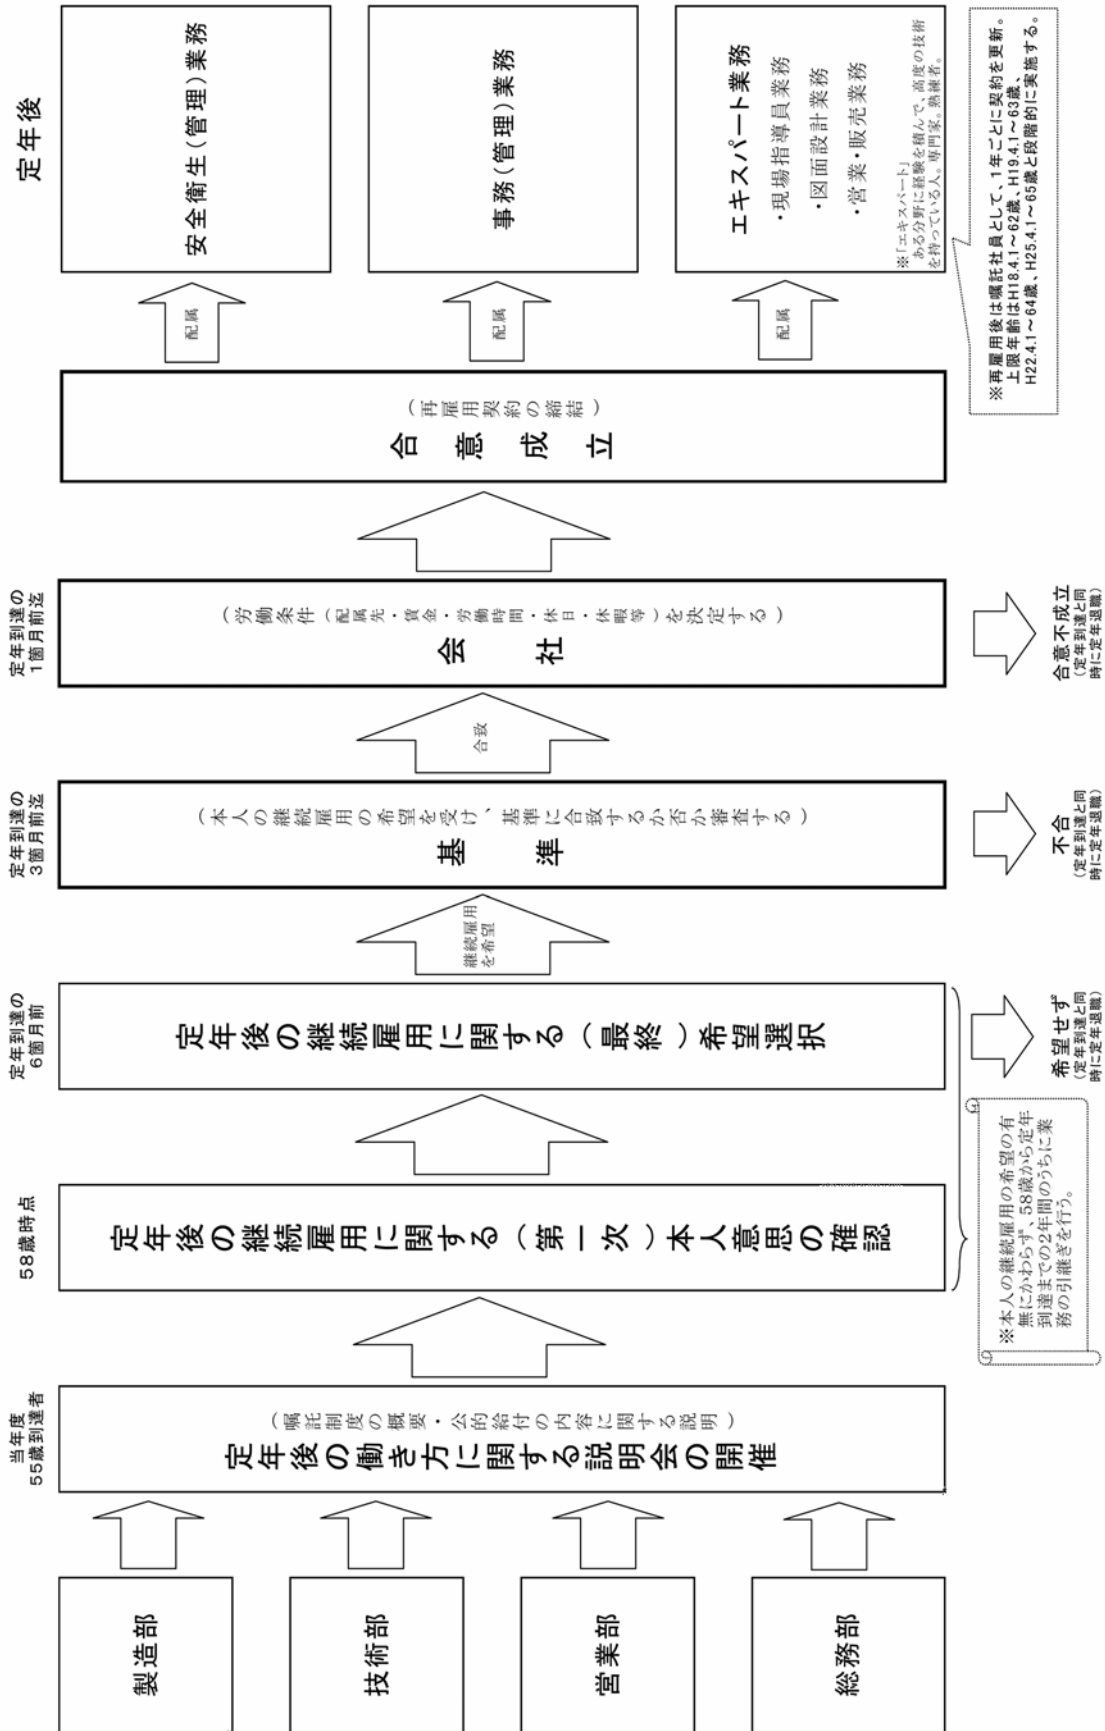 製造部
技術部
営業部
総務部
当年度
55歳到達者
定年後の働き方に関する説明会の開催
（嘱託制度の概要・公的給付の内容に関する説明）
58歳時点
定年後の継続雇用に関する（第一次）本人意思の確認
定年到達の
6箇月前
定年後の継続雇用に関する（最終）希望選択
※本人の継続雇用の希望の有
無にかわらず、58歳から定年
到達までの2年間のうちに業
務の引継ぎを行う。
希望せず
（定年到達と同
時に定年退職）
継続雇用
を希望
定年到達の
3箇月前迄
基準
（本人の継続雇用の希望を受け、基準に合致するか否か審査する）
不合
（定年到達と同
時に定年退職）
合致
定年到達の
1箇月前迄
会社
（労働条件（配属先・賃金・労働時間・休日・休暇等）を決定する）
合意不成立
（定年到達と同
時に定年退職）
合意成立
（再雇用契約の締結）
配属
配属
配属
定年後
安全衛生（管理）業務
事務（管理）業務
エキスパート業務
・現場指導員業務
・図面設計業務
・営業・販売業務
※「エキスパート」
ある分野に経験を積んで、高度の技術
を持っている人。専門家。熟練者。
※再雇用後は嘱託社員として、1年ごとに契約を更新。
上限年齢はH18.4.1～62歳、H19.4.1～63歳、
H22.4.1～64歳、H25.4.1～65歳と段階的に実施する。